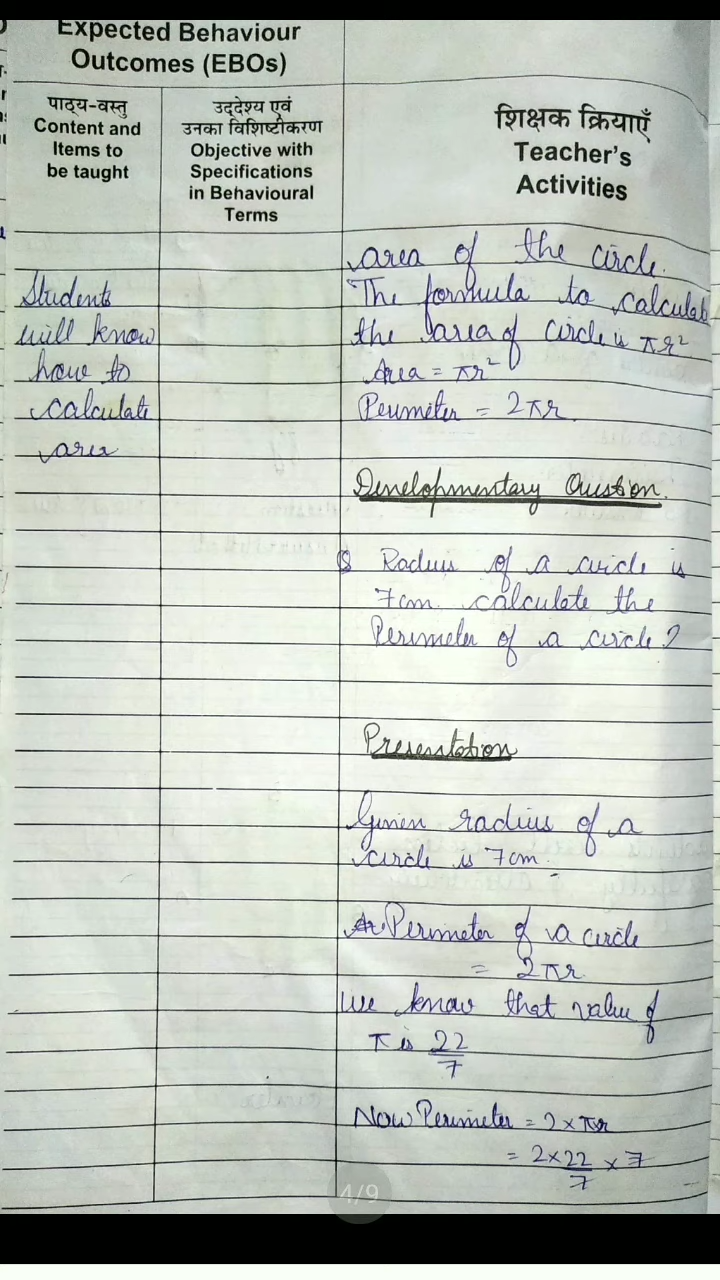 Expected Behaviour
Outcomes (EBOs)
पाठ्य-वस्तु
Content and
Items to
be taught
उद्देश्य एवं
उनका विशिष्टीकरण
Objective with
Specifications
in Behavioural
Terms
शिक्षक क्रियाएँ
Teacher's
Activities
Students
will know
how to
calculate
area
area of the circle.
The formula to calculate
the area of circle is πr²
Area = πr²
Perimeter = 2πr.
Developmentary Question.
Q Radius of a circle is
7cm. calculate the
Perimeter of a circle?
Presentation
Given radius of a
circle is 7cm.
Perimeter of a circle
= 2πr
we know that value of
π is 22/7
Now Perimeter = 2 × πr
= 2 × 22/7 × 7
4/9